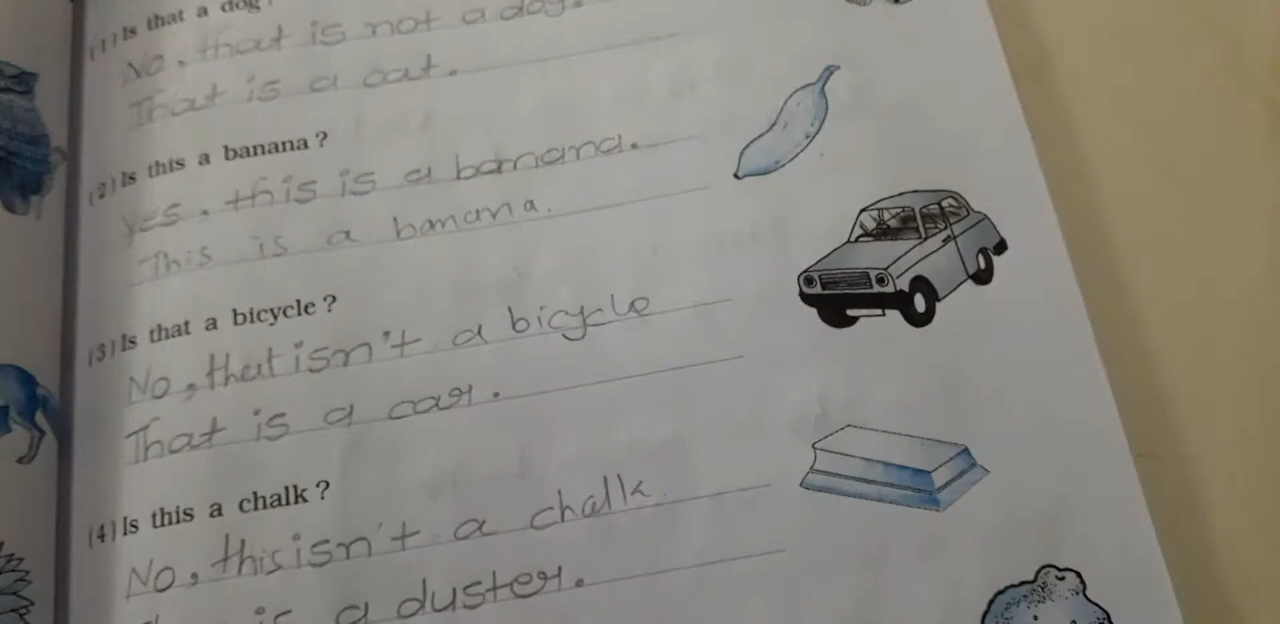 (1) Is that a dog?
No, that is not a dog.
That is a cat.
(2) Is this a banana?
Yes, this is a banana.
This is a banana.
(3) Is that a bicycle?
No, that isn't a bicycle
That is a car.
(4) Is this a chalk?
No, this isn't a chalk.
is a duster.